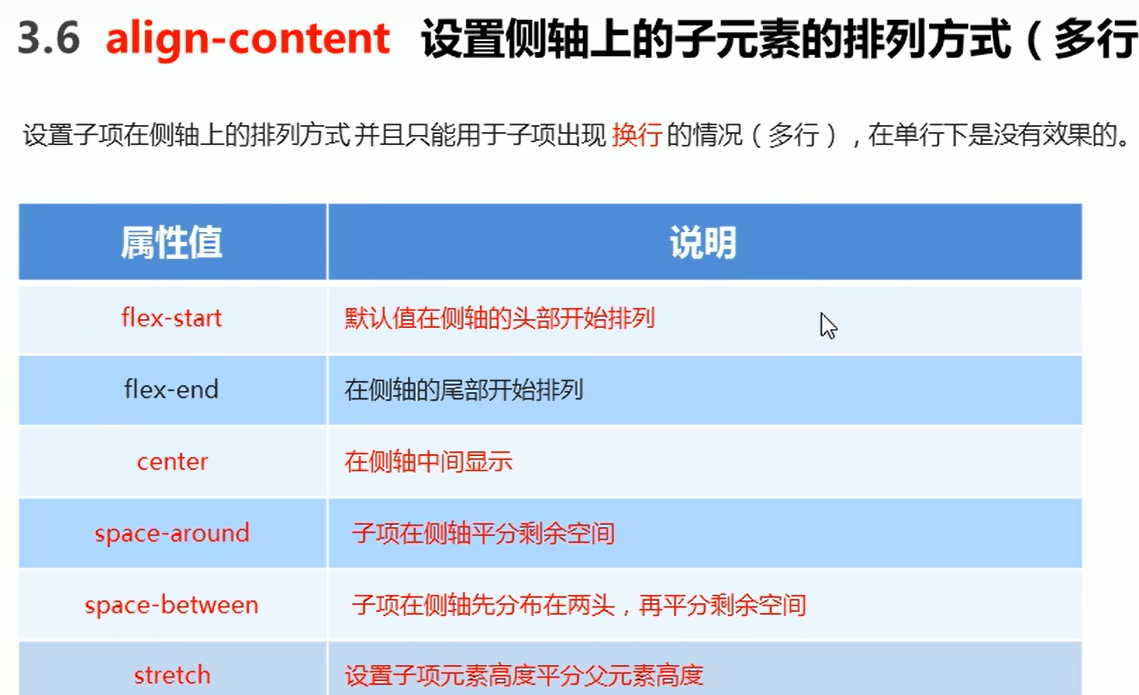 3.6 align-content 设置侧轴上的子元素的排列方式（多行
设置子项在侧轴上的排列方式 并且只能用于子项出现 换行 的情况（多行），在单行下是没有效果的。
属性值 说明
flex-start 默认值在侧轴的头部开始排列
flex-end 在侧轴的尾部开始排列
center 在侧轴中间显示
space-around 子项在侧轴平分剩余空间
space-between 子项在侧轴先分布在两头，再平分剩余空间
stretch 设置子项元素高度平分父元素高度